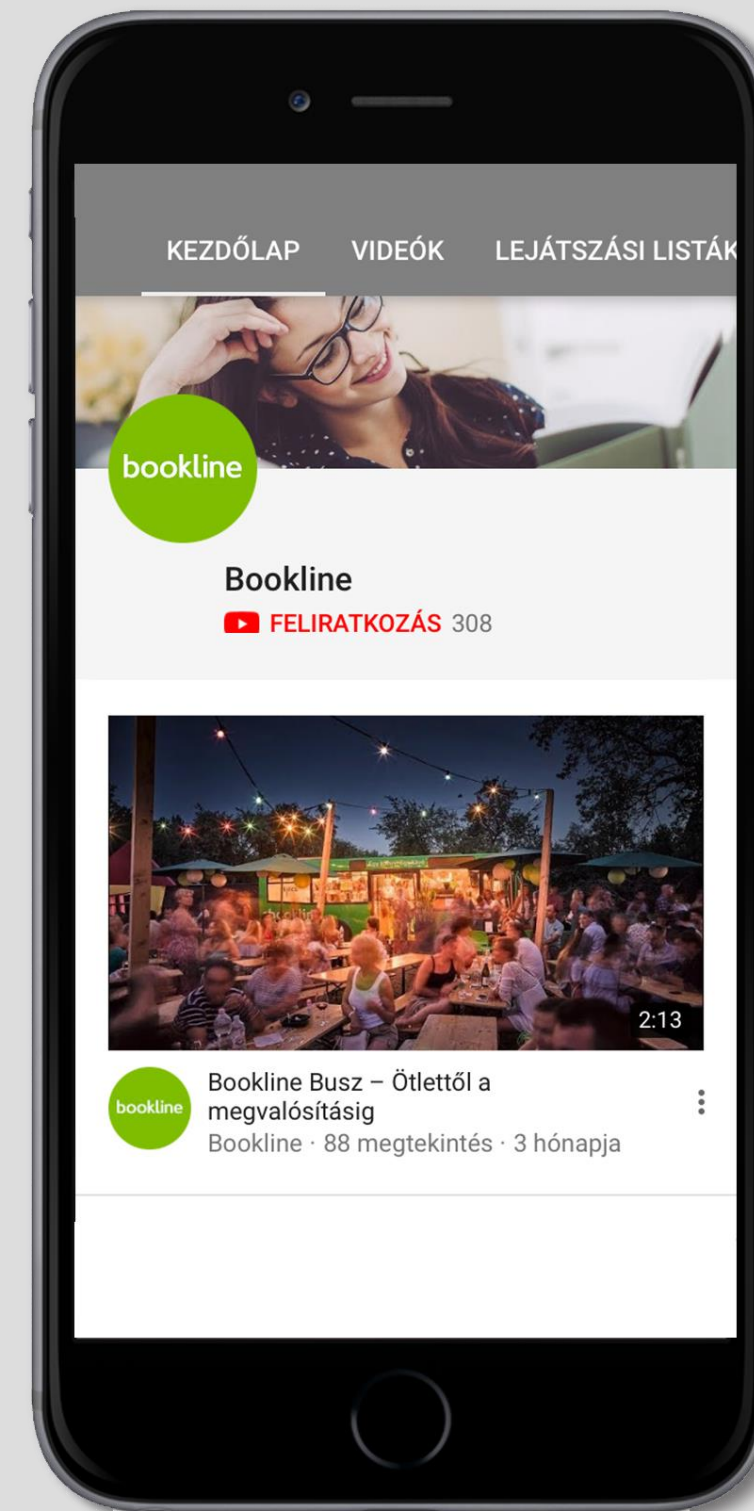 KEZDŐLAP VIDEÓK LEJÁTSZÁSI LISTÁK
bookline
Bookline
FELIRATKOZÁS 308
bookline
2:13
bookline
Bookline Busz – Ötlettől a
megvalósításig
Bookline · 88 megtekintés · 3 hónapja